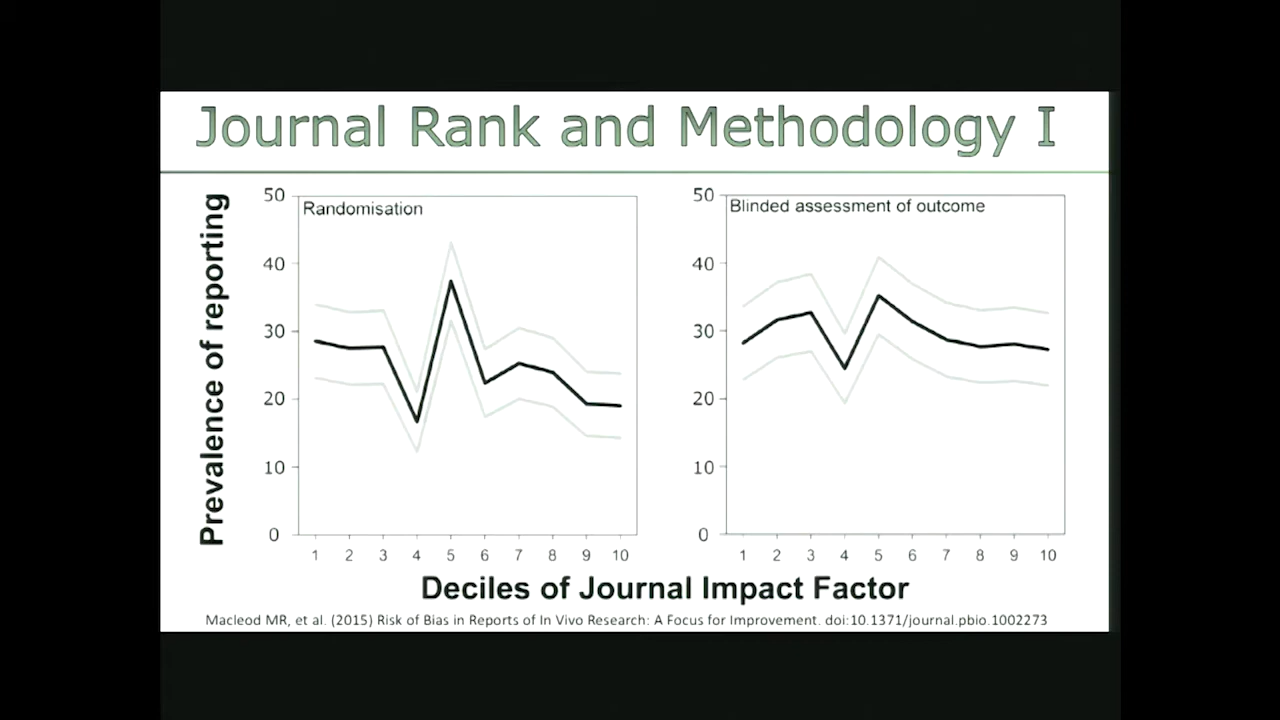 Journal Rank and Methodology I
Prevalence of reporting
50
40
30
20
10
0
Randomisation
1 2 3 4 5 6 7 8 9 10
50
40
30
20
10
0
Blinded assessment of outcome
1 2 3 4 5 6 7 8 9 10
Deciles of Journal Impact Factor
Macleod MR, et al. (2015) Risk of Bias in Reports of In Vivo Research: A Focus for Improvement. doi:10.1371/journal.pbio.1002273